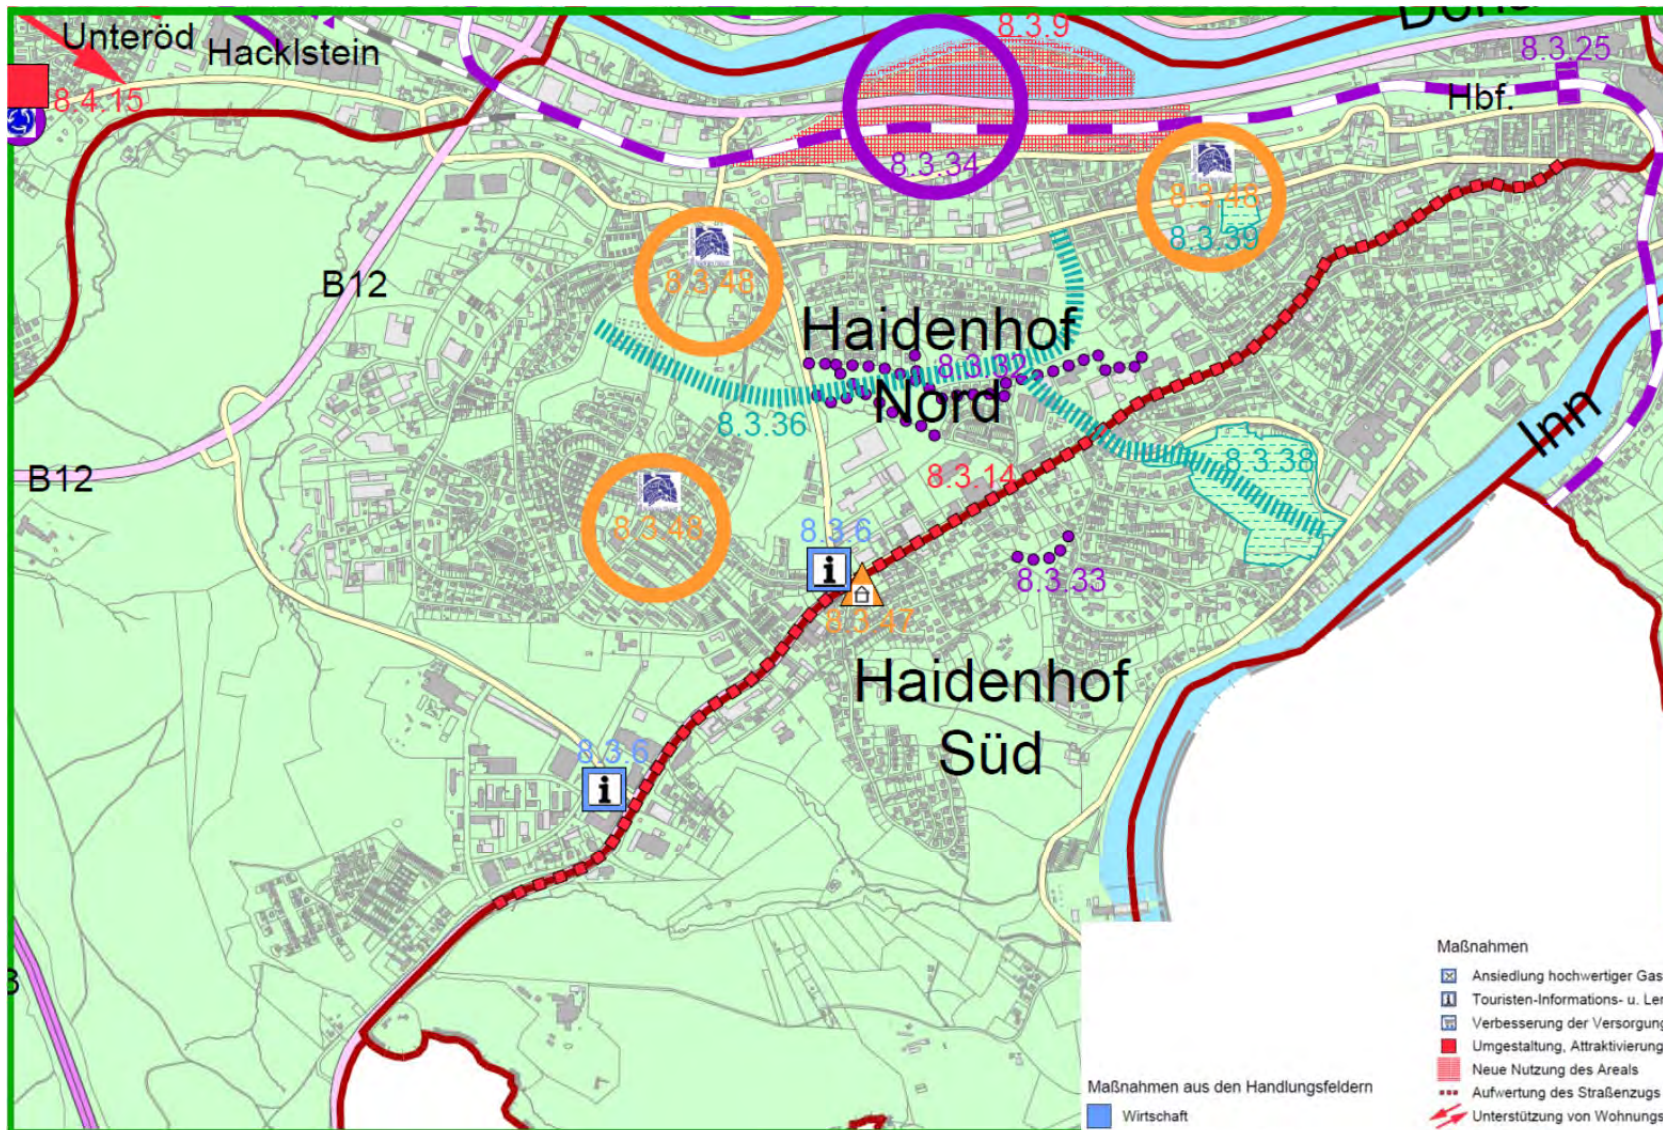 Unteröd
Hacklstein
8.4.15
8.3.9
8.3.25
Hbf.
8.3.34
8.3.48
8.3.39
8.3.48
B12
Haidenhof
Nord
8.3.32
8.3.36
B12
8.3.14
8.3.38
Inn
8.3.48
8.3.6
8.3.33
8.3.47
Haidenhof
Süd
8.3.6
3
Maßnahmen
Ansiedlung hochwertiger Gas
Touristen-Informations- u. Ler
Verbesserung der Versorgung
Umgestaltung, Attraktivierung
Neue Nutzung des Areals
Aufwertung des Straßenzugs
Unterstützung von Wohnungs
Maßnahmen aus den Handlungsfeldern
Wirtschaft